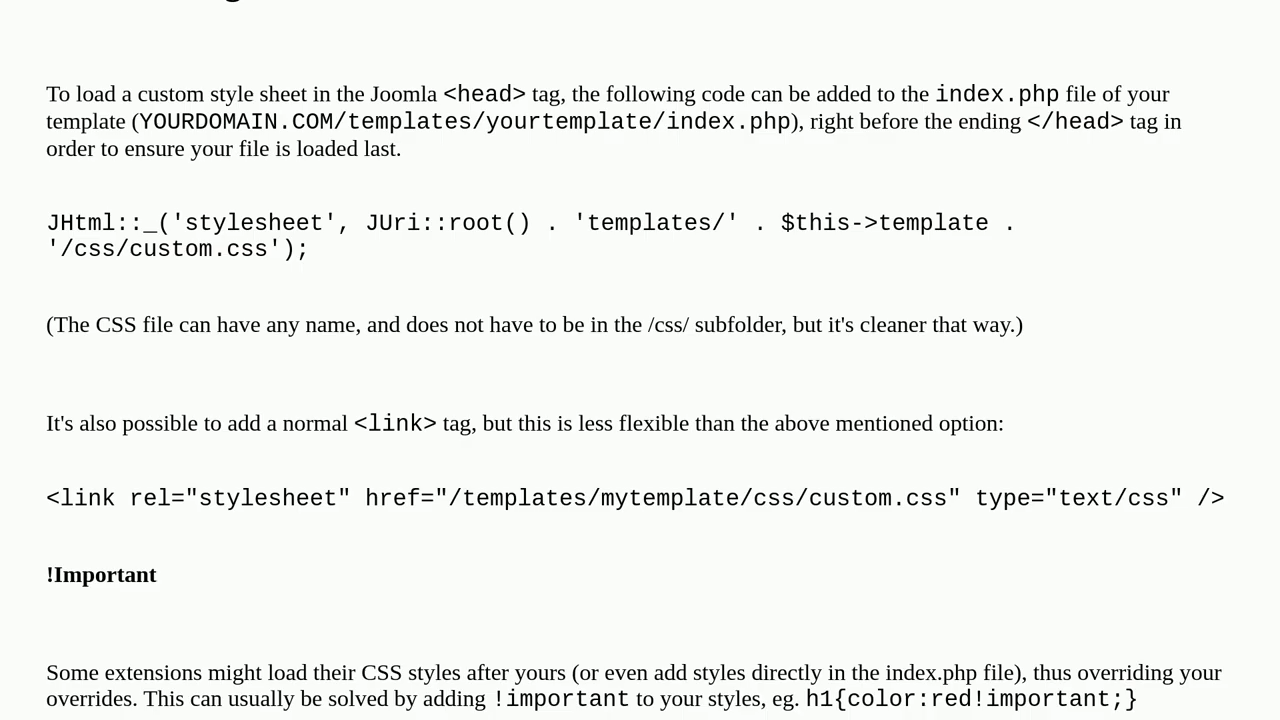 To load a custom style sheet in the Joomla <head> tag, the following code can be added to the index.php file of your
template (YOURDOMAIN.COM/templates/yourtemplate/index.php), right before the ending </head> tag in
order to ensure your file is loaded last.
JHtml::_('stylesheet', JUri::root() . 'templates/' . $this->template .
'/css/custom.css');
(The CSS file can have any name, and does not have to be in the /css/ subfolder, but it's cleaner that way.)
It's also possible to add a normal <link> tag, but this is less flexible than the above mentioned option:
<link rel="stylesheet" href="/templates/mytemplate/css/custom.css" type="text/css" />
!Important
Some extensions might load their CSS styles after yours (or even add styles directly in the index.php file), thus overriding your
overrides. This can usually be solved by adding !important to your styles, eg. h1{color:red!important;}